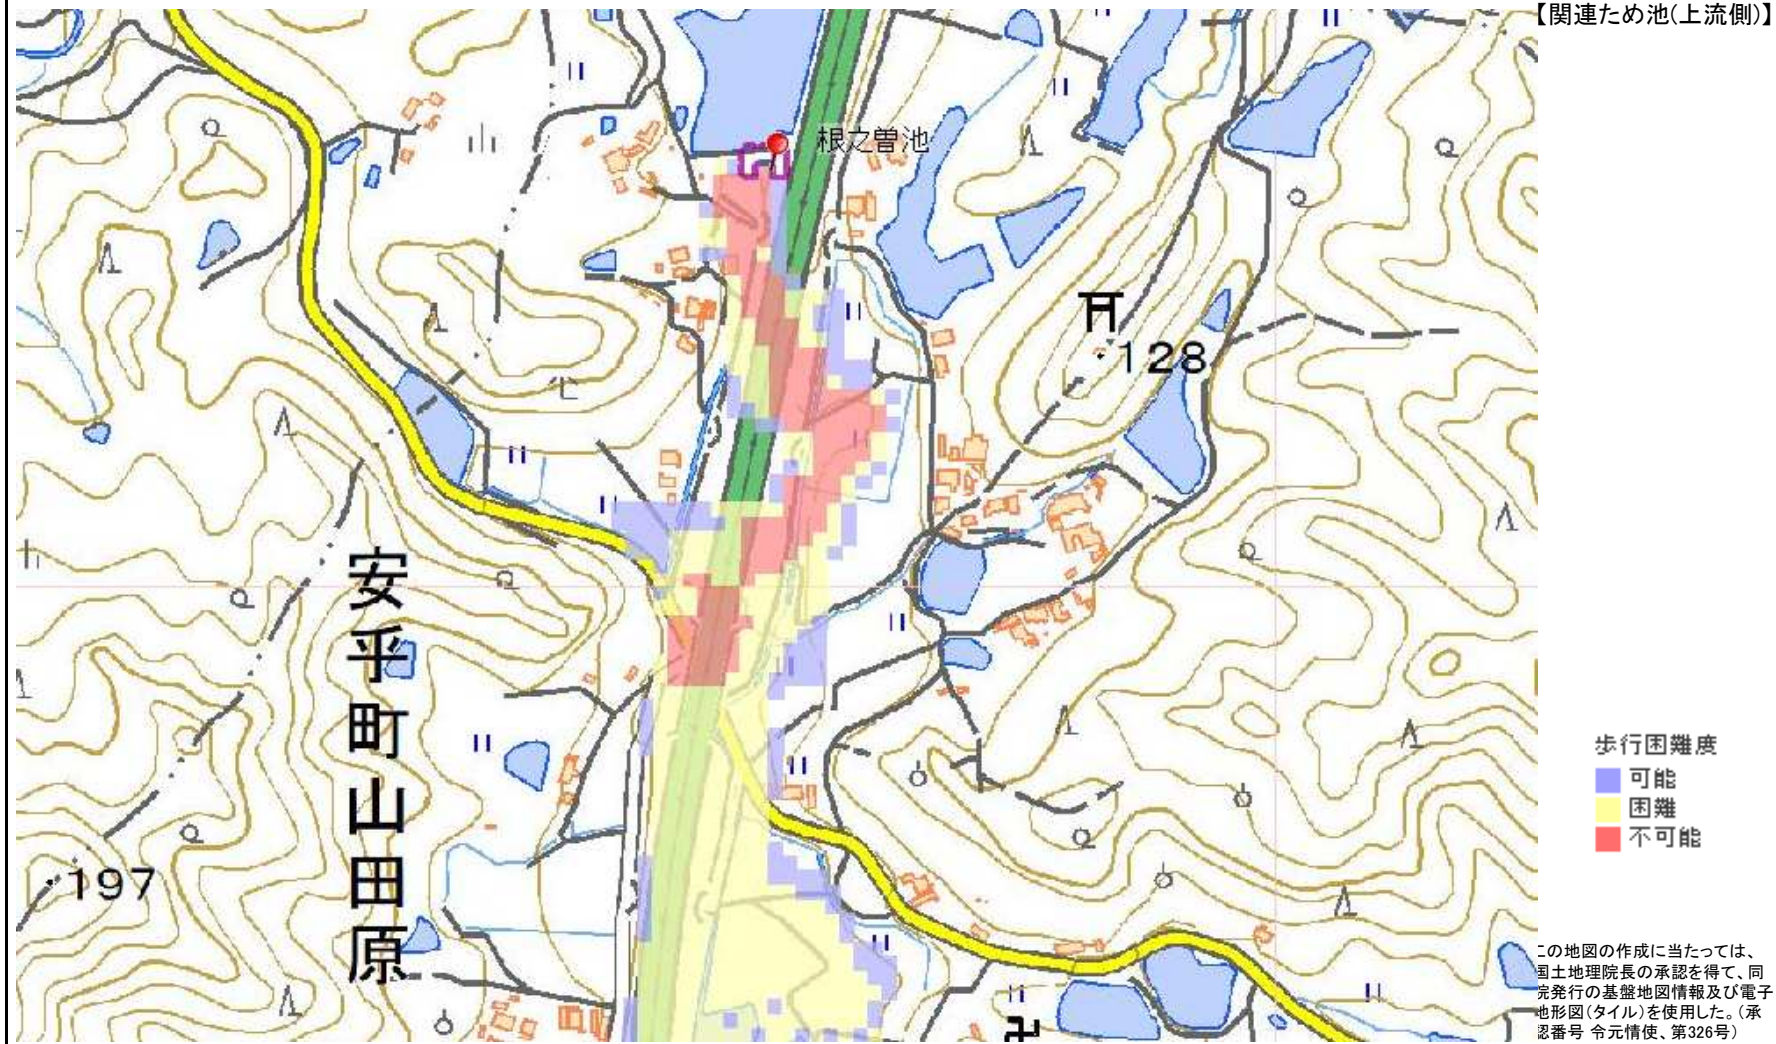 【関連ため池(上流側)】
根之曽池
128
安乎町山田原
197
歩行困難度
可能
困難
不可能
この地図の作成に当たっては、
国土地理院長の承認を得て、同
院発行の基盤地図情報及び電子
地形図(タイル)を使用した。(承
認番号 令元情使、第326号)